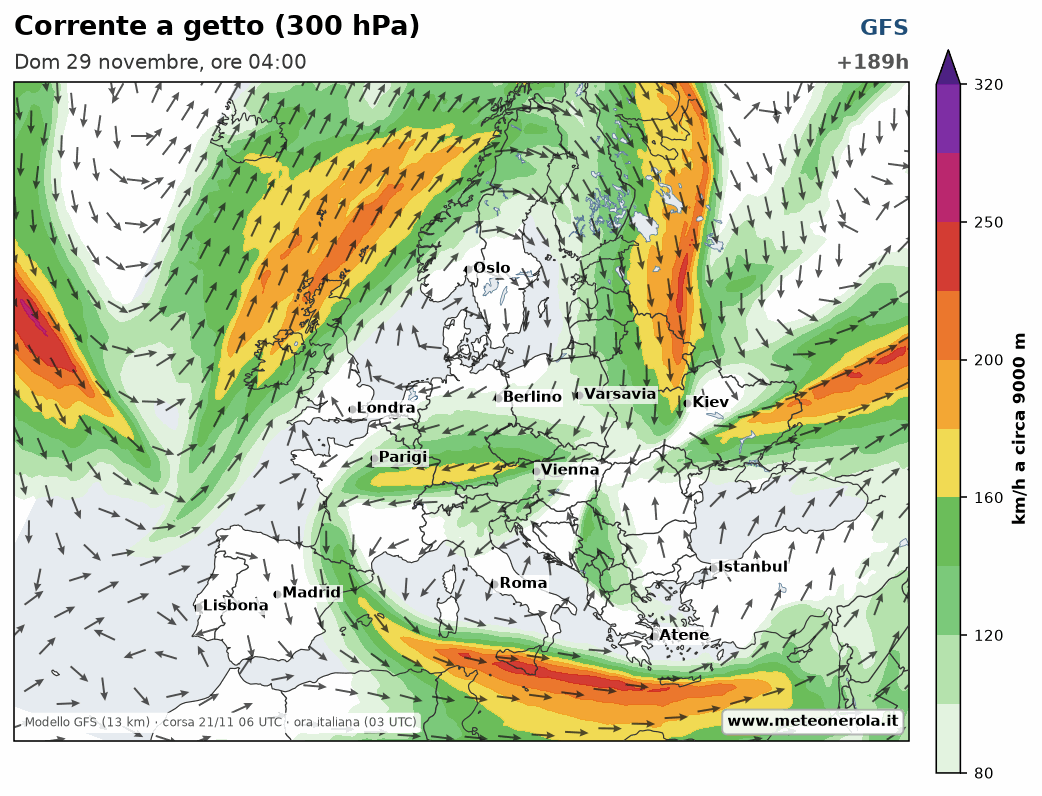 Corrente a getto (300 hPa)
GFS
Dom 29 novembre, ore 04:00
+189h
320
250
200
160
120
80
km/h a circa 9000 m
Oslo
Berlino
Varsavia
Kiev
Londra
Parigi
Vienna
Istanbul
Roma
Madrid
Lisbona
Atene
Modello GFS (13 km) · corsa 21/11 06 UTC · ora italiana (03 UTC)
www.meteonerola.it